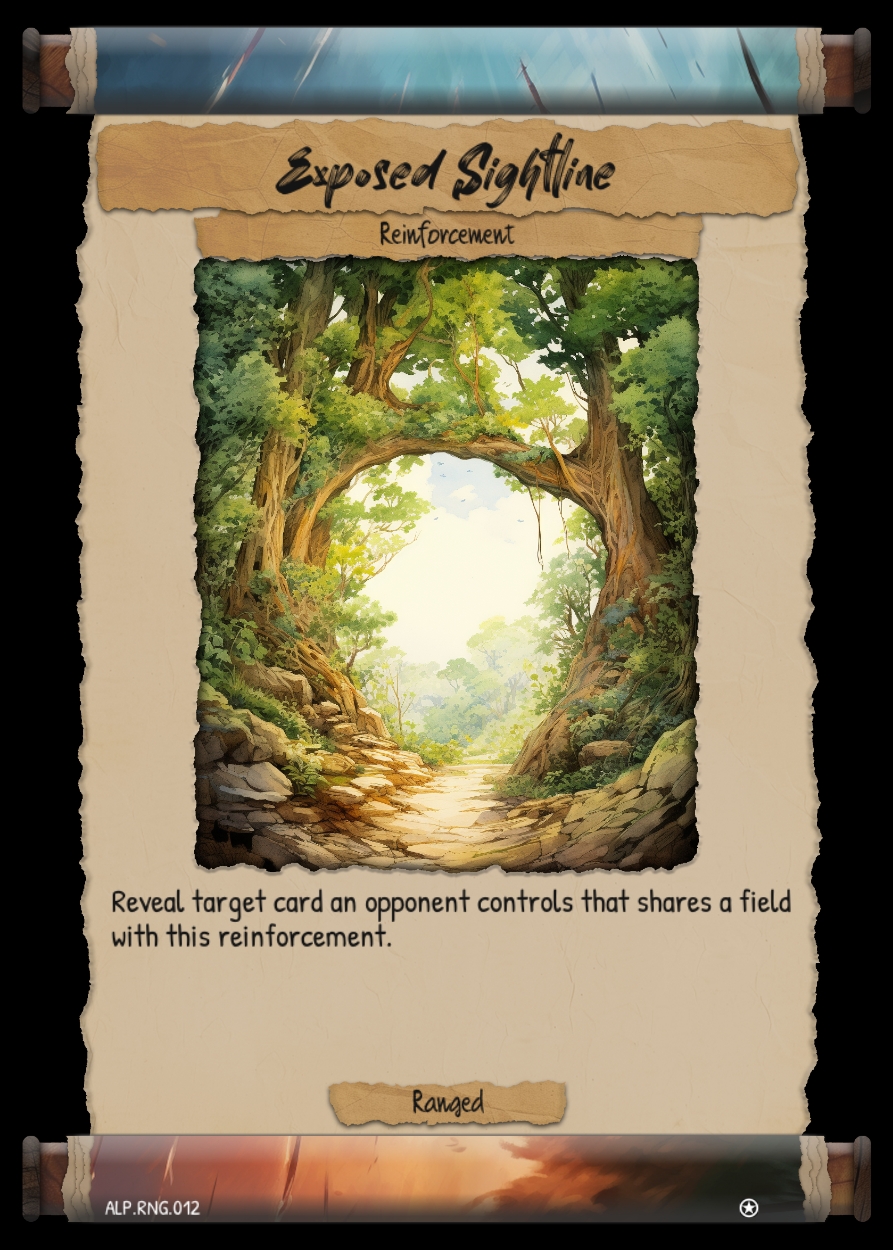 Exposed Sightline
Reinforcement
Reveal target card an opponent controls that shares a field
with this reinforcement.
Ranged
ALP.RNG.012